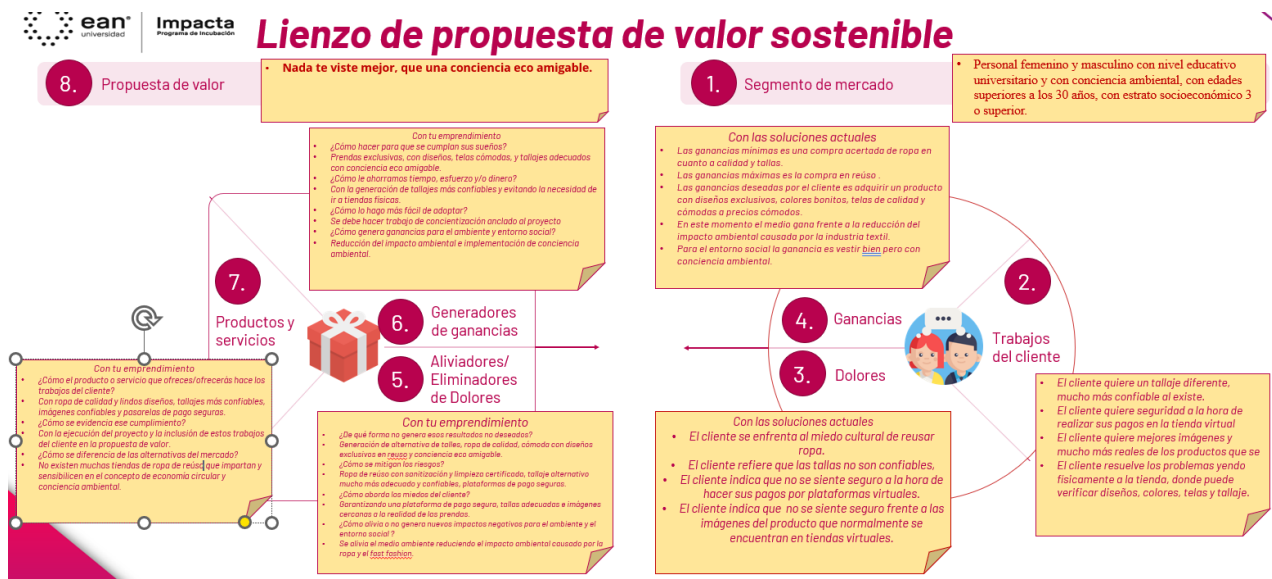 ean
universidad
Impacta
Programa de Incubación
Lienzo de propuesta de valor sostenible
8. Propuesta de valor
• Nada te viste mejor, que una conciencia eco amigable.
1. Segmento de mercado
• Personal femenino y masculino con nivel educativo
universitario y con conciencia ambiental, con edades
superiores a los 30 años, con estrato socioeconómico 3
o superior.
Con tu emprendimiento
• ¿Cómo hacer para que se cumplan sus sueños?
• Prendas exclusivas, con diseños, telas cómodas, y tallajes adecuados
con conciencia eco amigable.
• ¿Cómo le ahorramos tiempo, esfuerzo y/o dinero?
• Con la generación de tallajes más confiables y evitando la necesidad de
ir a tiendas físicas.
• ¿Cómo lo hago más fácil de adoptar?
• Se debe hacer trabajo de concientización anclado al proyecto
• ¿Cómo genera ganancias para el ambiente y entorno social?
• Reducción del impacto ambiental e implementación de conciencia
ambiental.
Con las soluciones actuales
• Las ganancias mínimas es una compra acertada de ropa en
cuanto a calidad y tallas.
• Las ganancias máximas es la compra en reúso .
• Las ganancias deseadas por el cliente es adquirir un producto
con diseños exclusivos, colores bonitos, telas de calidad y
cómodas a precios cómodos.
• En este momento el medio gana frente a la reducción del
impacto ambiental causada por la industria textil.
• Para el entorno social la ganancia es vestir bien pero con
conciencia ambiental.
7.
Productos y
servicios
6. Generadores
de ganancias
5. Aliviadores/
Eliminadores
de Dolores
4. Ganancias
3. Dolores
2.
Trabajos
del cliente
Con tu emprendimiento
• ¿Cómo el producto o servicio que ofreces/ofrecerás hace los
trabajos del cliente?
• Con ropa de calidad y lindos diseños, tallajes más confiables,
imágenes confiables y pasarelas de pago seguras.
• ¿Cómo se evidencia ese cumplimiento?
• Con la ejecución del proyecto y la inclusión de estos trabajos
del cliente en la propuesta de valor.
• ¿Cómo se diferencia de las alternativas del mercado?
• No existen muchas tiendas de ropa de reúso que importan y
sensibilicen en el concepto de economía circular y
conciencia ambiental.
Con tu emprendimiento
• ¿De qué forma no genera esos resultados no deseados?
• Generación de alternativa de talles, ropa de calidad, cómoda con diseños
exclusivos en reuso y conciencia eco amigable.
• ¿Cómo se mitigan los riesgos?
• Ropa de reúso con sanitización y limpieza certificada, tallaje alternativo
mucho más adecuada y confiables, plataformas de pago seguras.
• ¿Cómo aborda los miedos del cliente?
• Garantizando una plataforma de pago segura, tallas adecuadas e imágenes
cercanas a la realidad de las prendas.
• ¿Cómo alivia o no genera nuevos impactos negativos para el ambiente y el
entorno social ?
• Se alivia el medio ambiente reduciendo el impacto ambiental causado por la
ropa y el fast fashion.
Con las soluciones actuales
• El cliente se enfrenta al miedo cultural de reusar
ropa.
• El cliente refiere que las tallas no son confiables,
• El cliente indica que no se siente seguro a la hora de
hacer sus pagos por plataformas virtuales.
• El cliente indica que no se siente seguro frente a las
imágenes del producto que normalmente se
encuentran en tiendas virtuales.
• El cliente quiere un tallaje diferente,
mucho más confiable al existe.
• El cliente quiere seguridad a la hora de
realizar sus pagos en la tienda virtual
• El cliente quiere mejores imágenes y
mucho más reales de los productos que se
• El cliente resuelve los problemas yendo
físicamente a la tienda, donde puede
verificar diseños, colores, telas y tallaje.